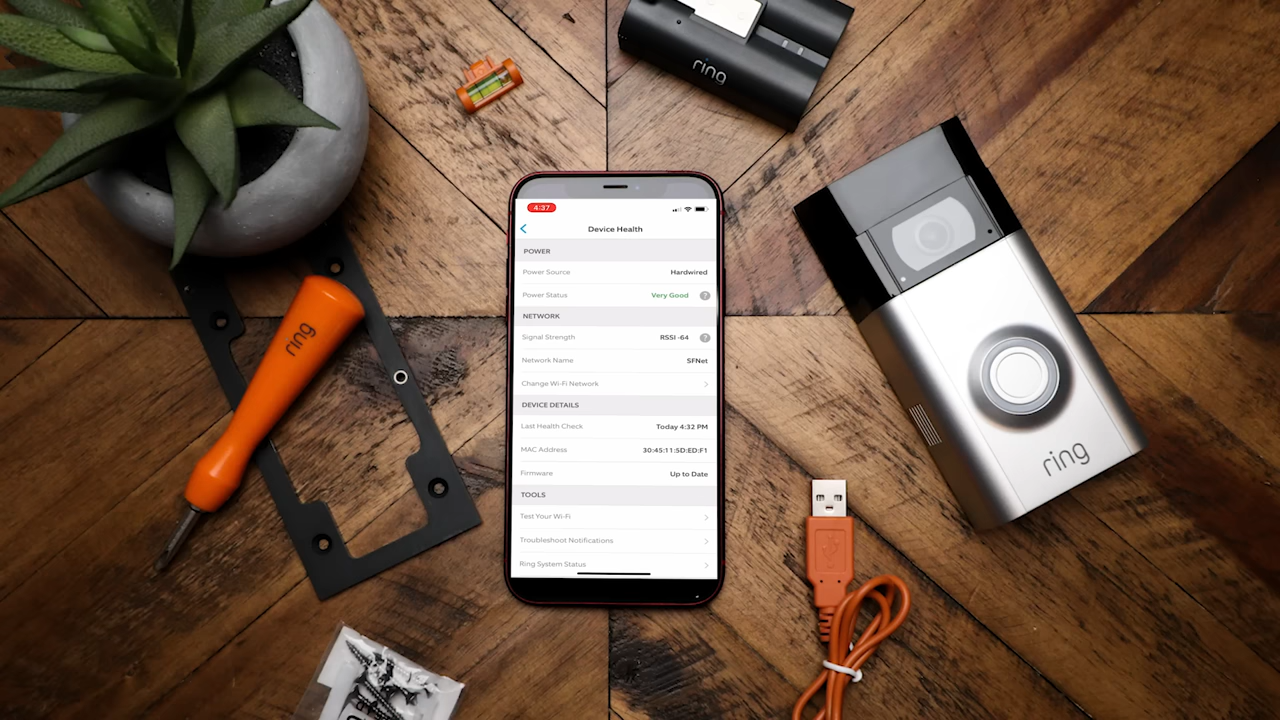 ring
4:37
Device Health
POWER
Power Source Hardwired
Power Status Very Good ?
NETWORK
Signal Strength RSSI -64 ?
Network Name SFNet
Change Wi-Fi Network
DEVICE DETAILS
Last Health Check Today 4:32 PM
MAC Address 30:45:11:5D:ED:F1
Firmware Up to Date
TOOLS
Test Your Wi-Fi
Troubleshoot Notifications
Ring System Status
ring
ring